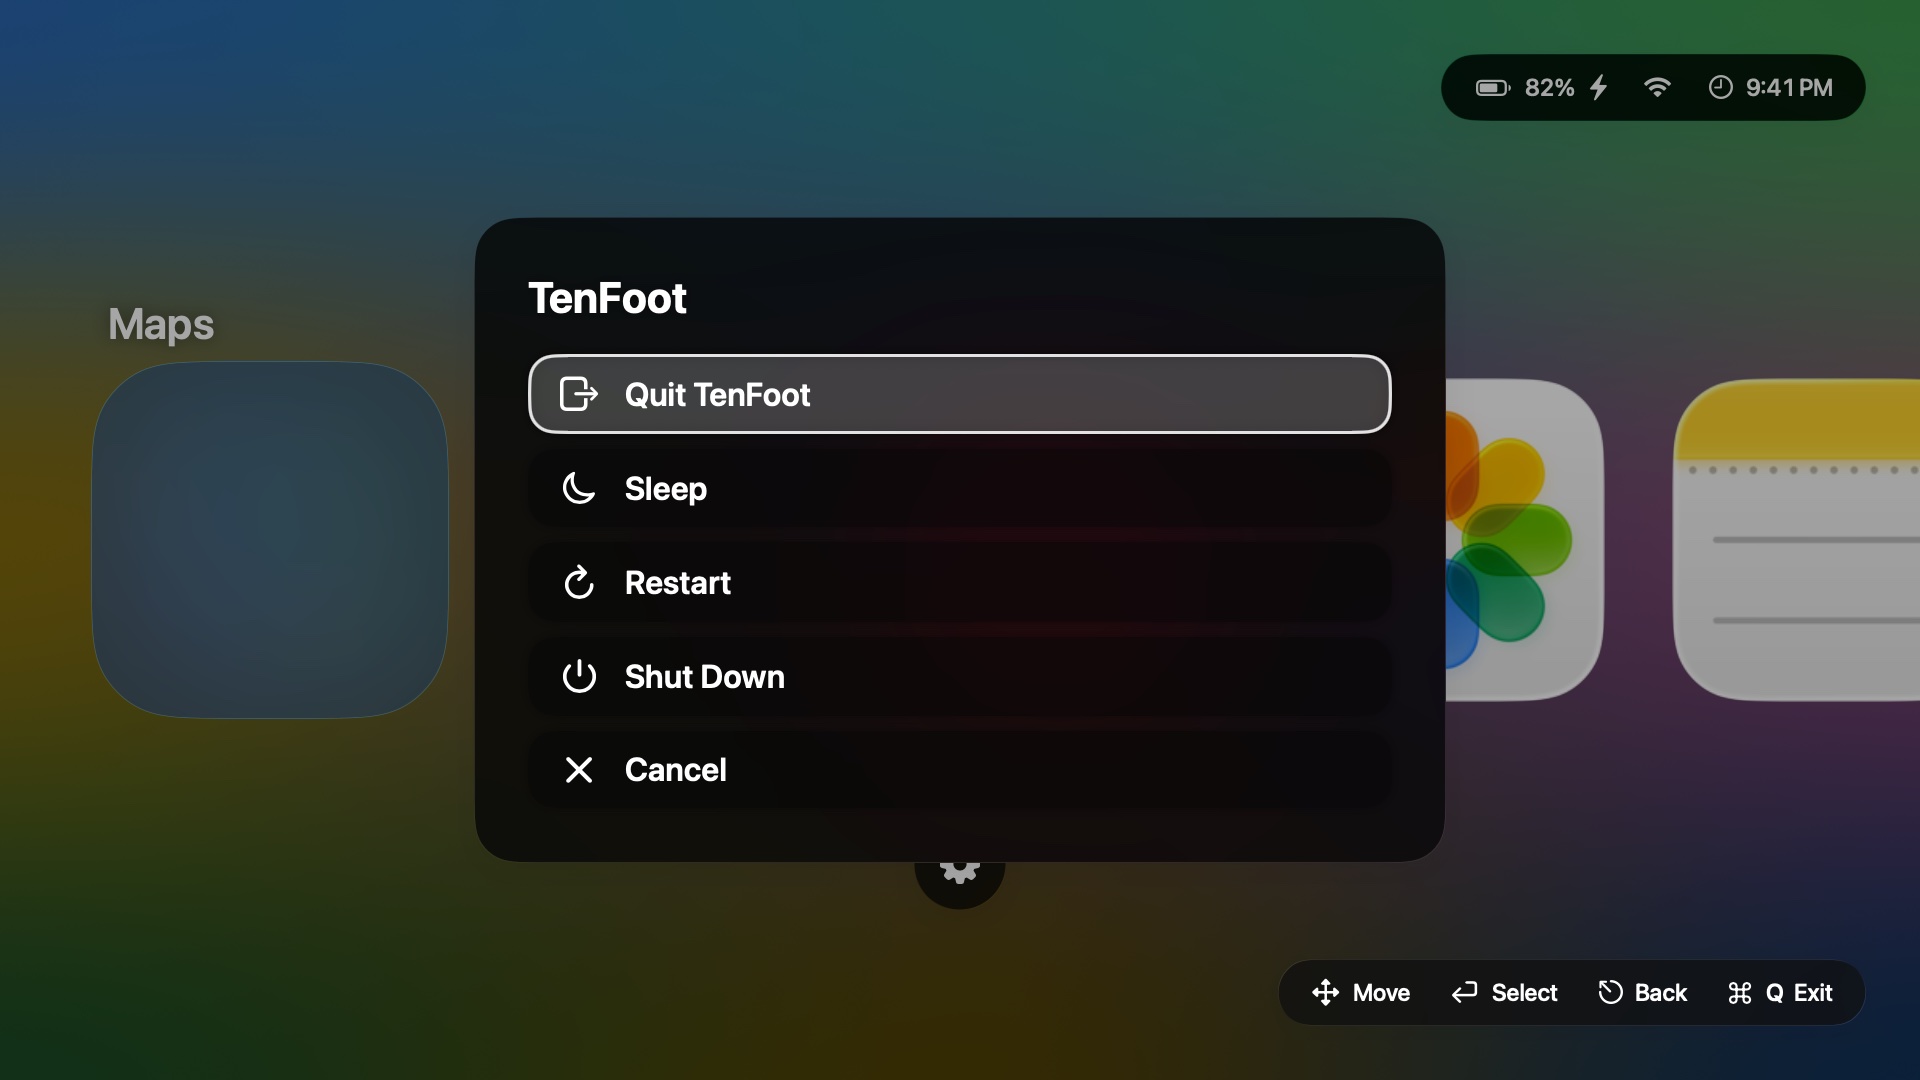 82%
9:41 PM
Maps
TenFoot
Quit TenFoot
Sleep
Restart
Shut Down
Cancel
Move
Select
Back
⌘ Q Exit